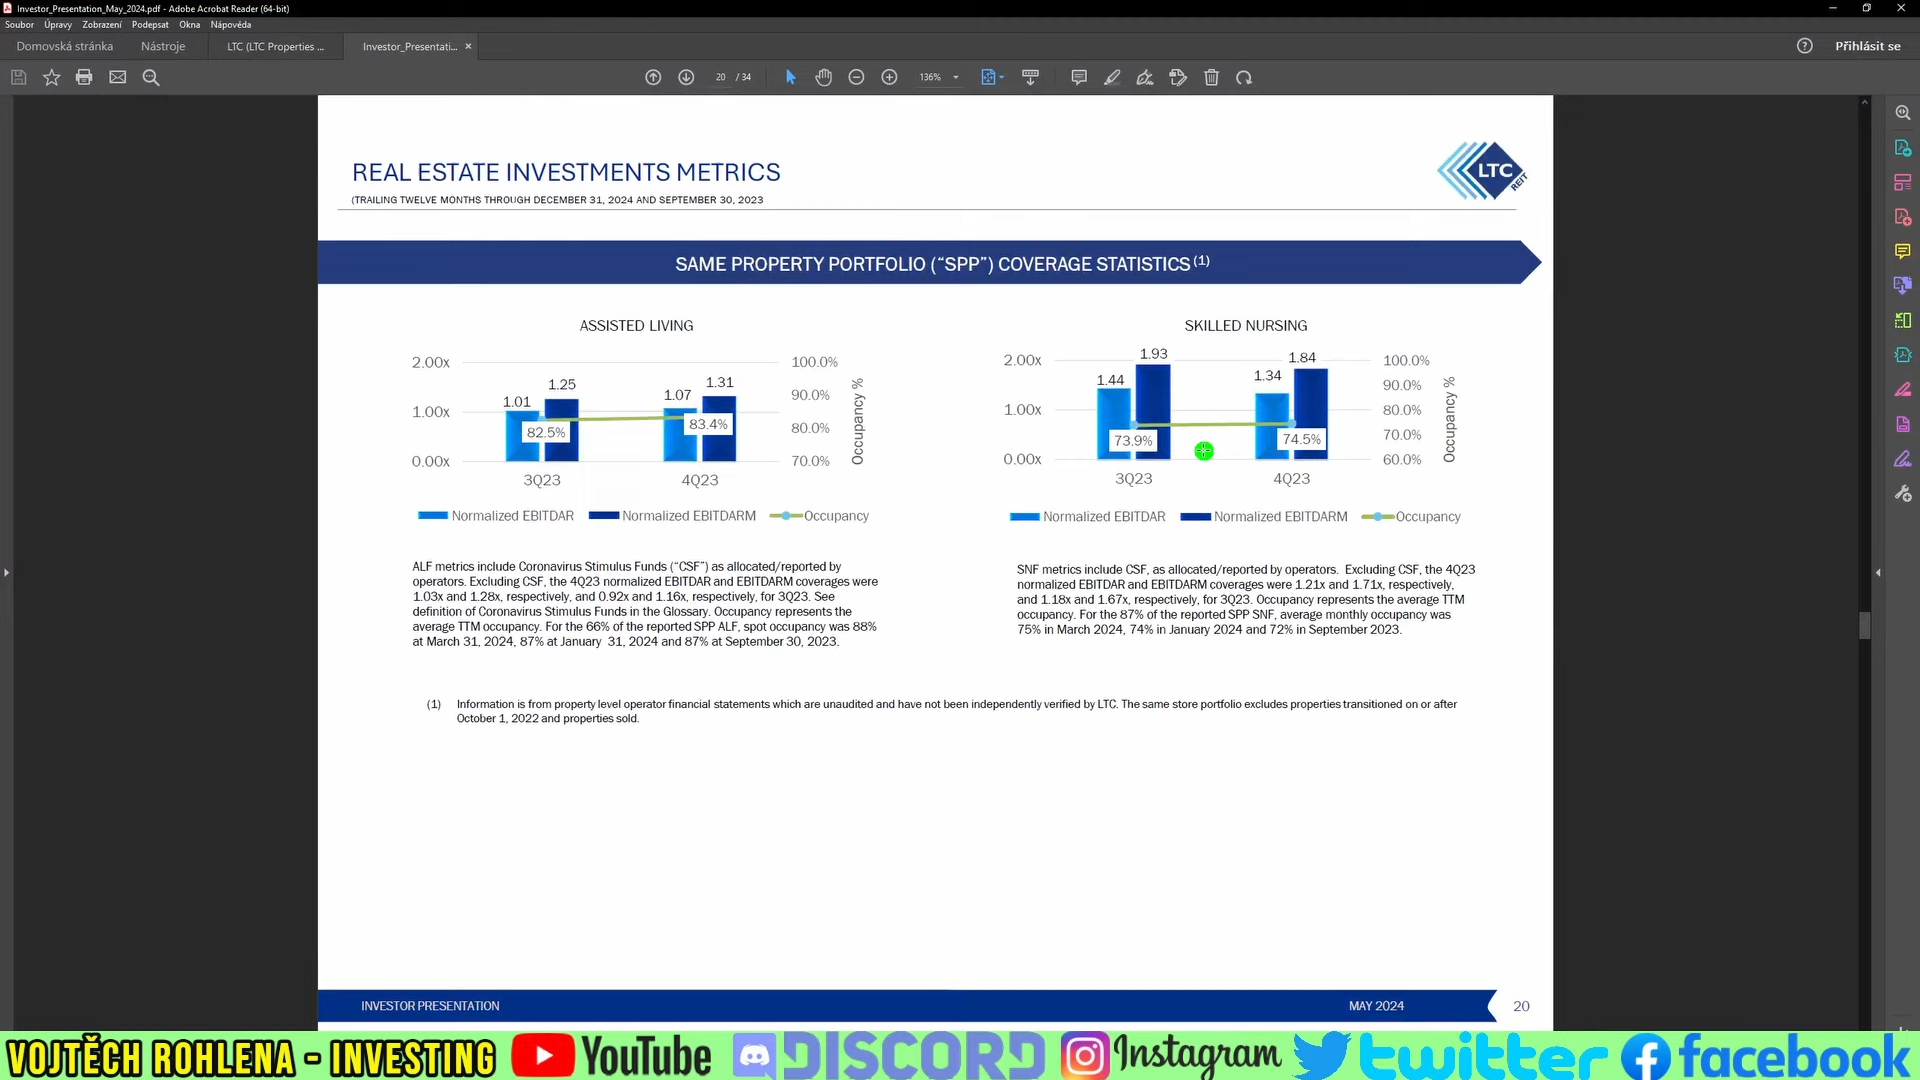 Investor_Presentation_May_2024.pdf - Adobe Acrobat Reader (64-bit)
Soubor Úpravy Zobrazení Podepsat Okna Nápověda
Domovská stránka Nástroje LTC (LTC Properties ... Investor_Presentati... × Přihlásit se
20 / 34 136%
REAL ESTATE INVESTMENTS METRICS
(TRAILING TWELVE MONTHS THROUGH DECEMBER 31, 2024 AND SEPTEMBER 30, 2023
LTC
REIT
SAME PROPERTY PORTFOLIO (“SPP”) COVERAGE STATISTICS (1)
ASSISTED LIVING
2.00x
1.00x
0.00x
1.01
1.25
1.07
1.31
82.5%
83.4%
100.0%
90.0%
80.0%
70.0%
Occupancy %
3Q23 4Q23
Normalized EBITDAR Normalized EBITDARM Occupancy
ALF metrics include Coronavirus Stimulus Funds (“CSF”) as allocated/reported by
operators. Excluding CSF, the 4Q23 normalized EBITDAR and EBITDARM coverages were
1.03x and 1.28x, respectively, and 0.92x and 1.16x, respectively, for 3Q23. See
definition of Coronavirus Stimulus Funds in the Glossary. Occupancy represents the
average TTM occupancy. For the 66% of the reported SPP ALF, spot occupancy was 88%
at March 31, 2024, 87% at January 31, 2024 and 87% at September 30, 2023.
SKILLED NURSING
2.00x
1.00x
0.00x
1.44
1.93
1.34
1.84
73.9%
74.5%
100.0%
90.0%
80.0%
70.0%
60.0%
Occupancy %
3Q23 4Q23
Normalized EBITDAR Normalized EBITDARM Occupancy
SNF metrics include CSF, as allocated/reported by operators. Excluding CSF, the 4Q23
normalized EBITDAR and EBITDARM coverages were 1.21x and 1.71x, respectively,
and 1.18x and 1.67x, respectively, for 3Q23. Occupancy represents the average TTM
occupancy. For the 87% of the reported SPP SNF, average monthly occupancy was
75% in March 2024, 74% in January 2024 and 72% in September 2023.
(1) Information is from property level operator financial statements which are unaudited and have not been independently verified by LTC. The same store portfolio excludes properties transitioned on or after
October 1, 2022 and properties sold.
INVESTOR PRESENTATION MAY 2024 20
VOJTĚCH ROHLENA - INVESTING YouTube DISCORD Instagram twitter facebook